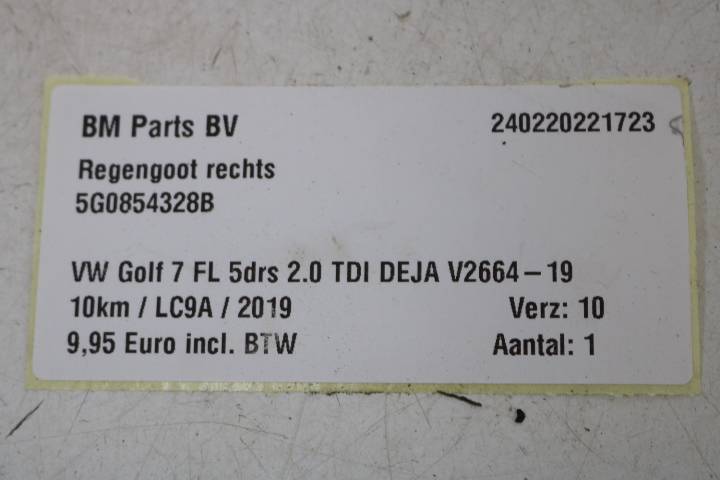 BM Parts BV 240220221723
Regengoot rechts
5G0854328B
VW Golf 7 FL 5drs 2.0 TDI DEJA V2664-19
10km / LC9A / 2019 Verz: 10
9,95 Euro incl. BTW Aantal: 1